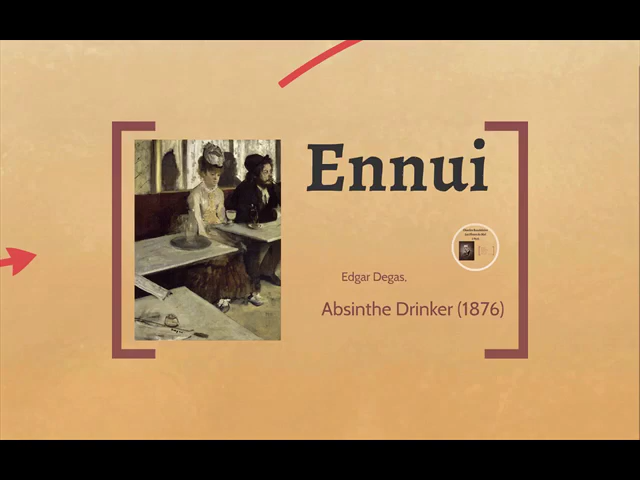 Ennui
Edgar Degas,
Absinthe Drinker (1876)